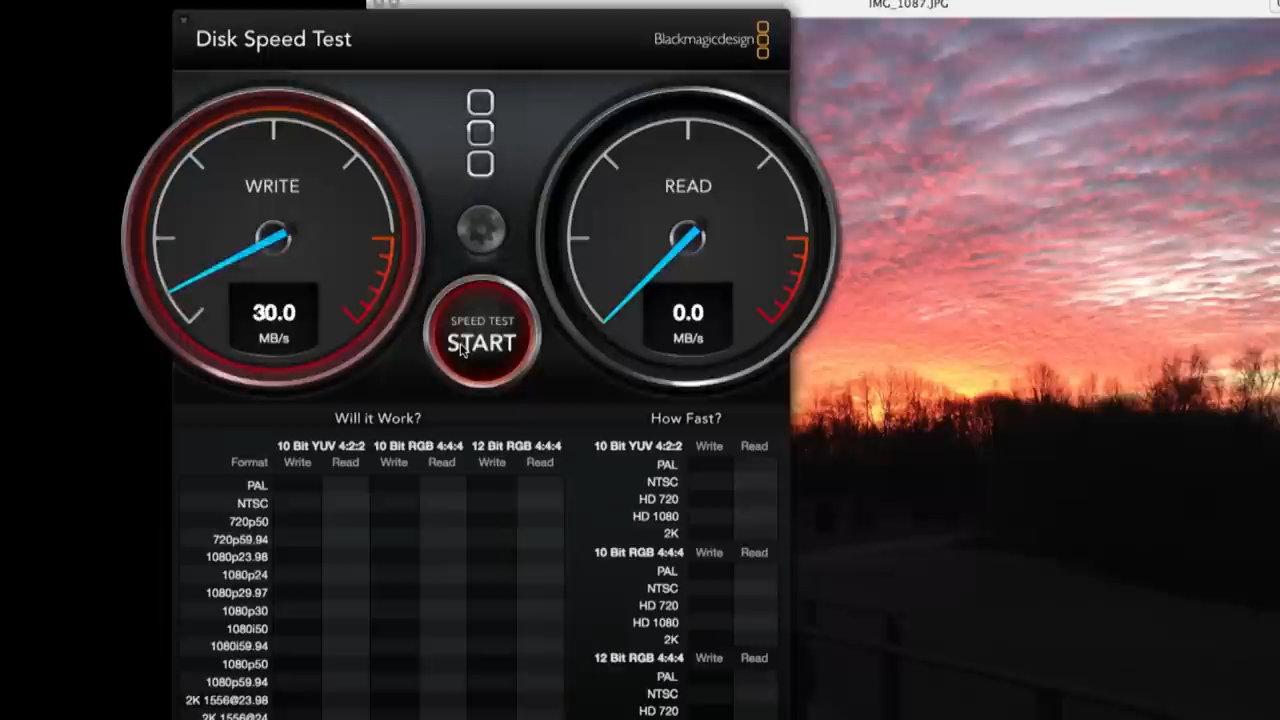 IMG_1087.JPG
Disk Speed Test
Blackmagicdesign
WRITE
30.0
MB/s
SPEED TEST
START
READ
0.0
MB/s
Will it Work?
10 Bit YUV 4:2:2 10 Bit RGB 4:4:4 12 Bit RGB 4:4:4
Format Write Read Write Read Write Read
PAL
NTSC
720p50
720p59.94
1080p23.98
1080p24
1080p29.97
1080p30
1080i50
1080i59.94
1080p50
1080p59.94
2K 1556@23.98
2K 1556@24
How Fast?
10 Bit YUV 4:2:2 Write Read
PAL
NTSC
HD 720
HD 1080
2K
10 Bit RGB 4:4:4 Write Read
PAL
NTSC
HD 720
HD 1080
2K
12 Bit RGB 4:4:4 Write Read
PAL
NTSC
HD 720